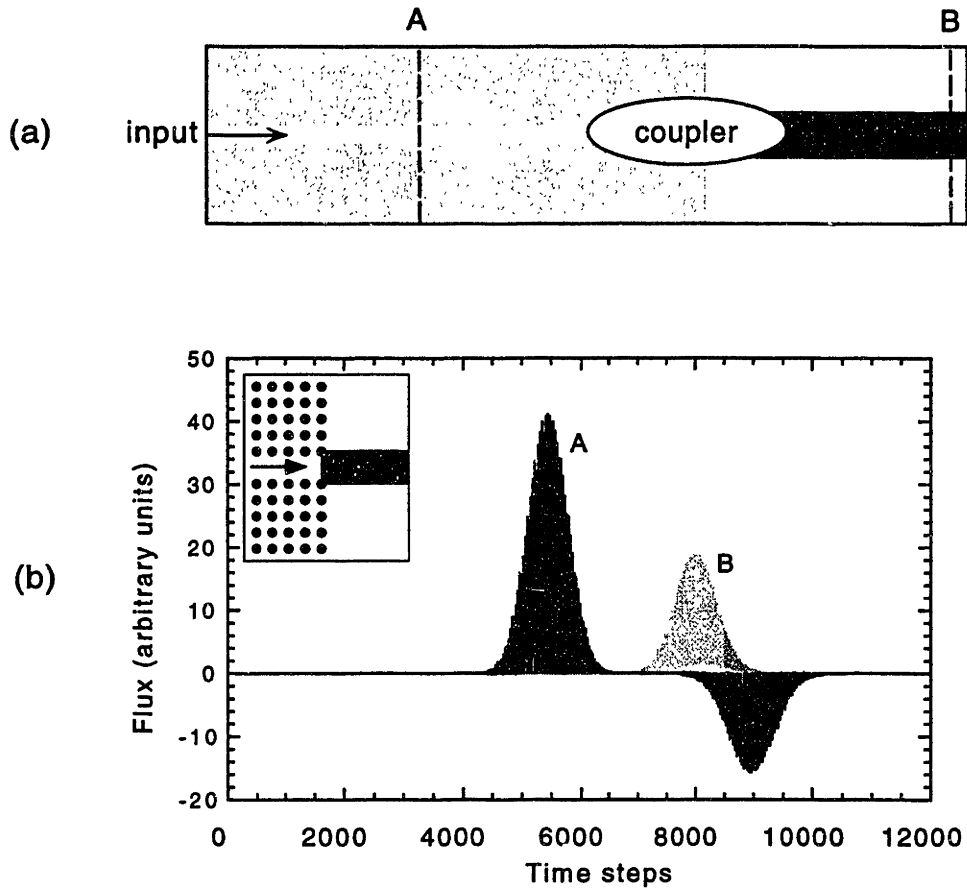 A B
(a)
input
coupler
(b)
Flux (arbitrary units)
50
40
30
20
10
0
-10
-20
A
B
0 2000 4000 6000 8000 10000 12000
Time steps